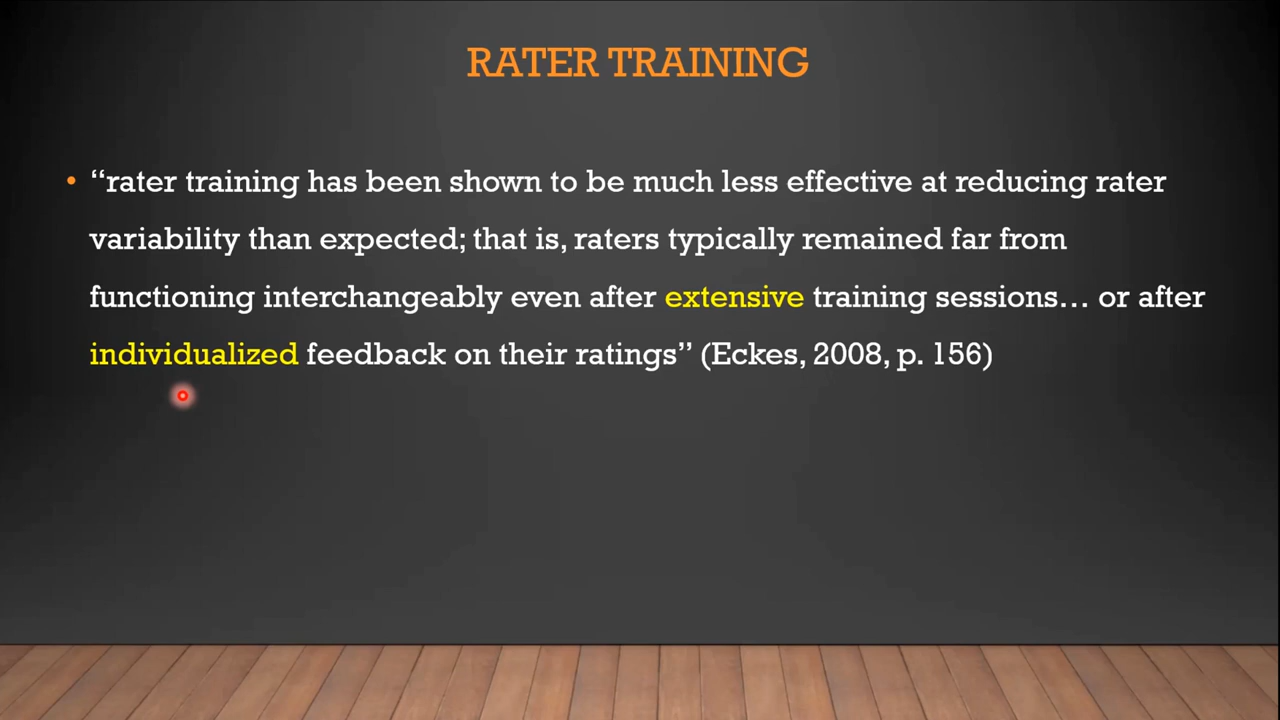 RATER TRAINING
• “rater training has been shown to be much less effective at reducing rater
variability than expected; that is, raters typically remained far from
functioning interchangeably even after extensive training sessions… or after
individualized feedback on their ratings” (Eckes, 2008, p. 156)